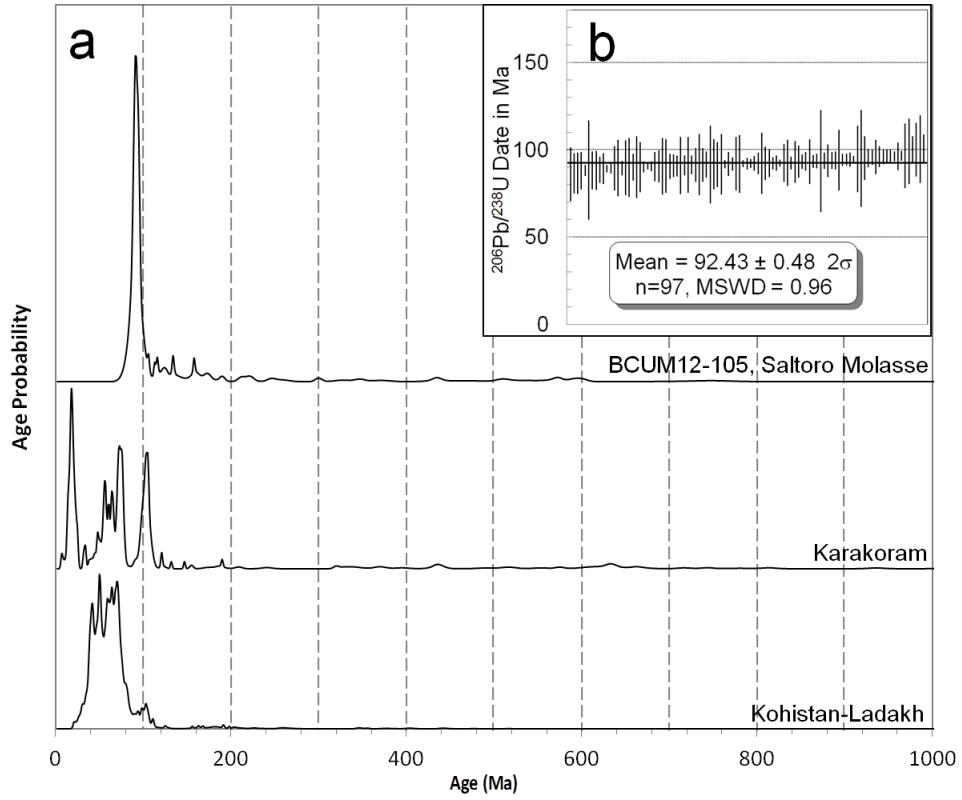 a
b
150
100
50
0
²⁰⁶Pb/²³⁸U Date in Ma
Mean = 92.43 ± 0.48 2σ
n=97, MSWD = 0.96
BCUM12-105, Saltoro Molasse
Karakoram
Kohistan-Ladakh
Age Probability
0 200 400 600 800 1000
Age (Ma)